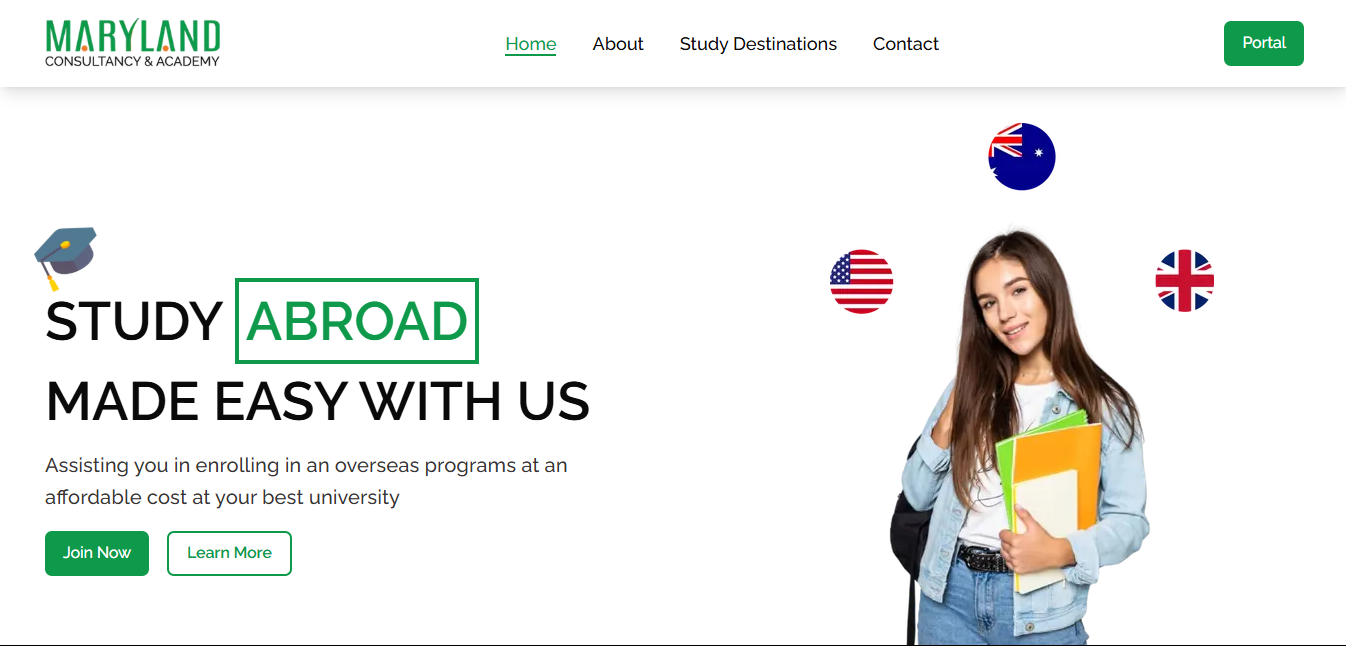 MARYLAND
CONSULTANCY & ACADEMY
Home About Study Destinations Contact
Portal
STUDY ABROAD
MADE EASY WITH US
Assisting you in enrolling in an overseas programs at an
affordable cost at your best university
Join Now Learn More